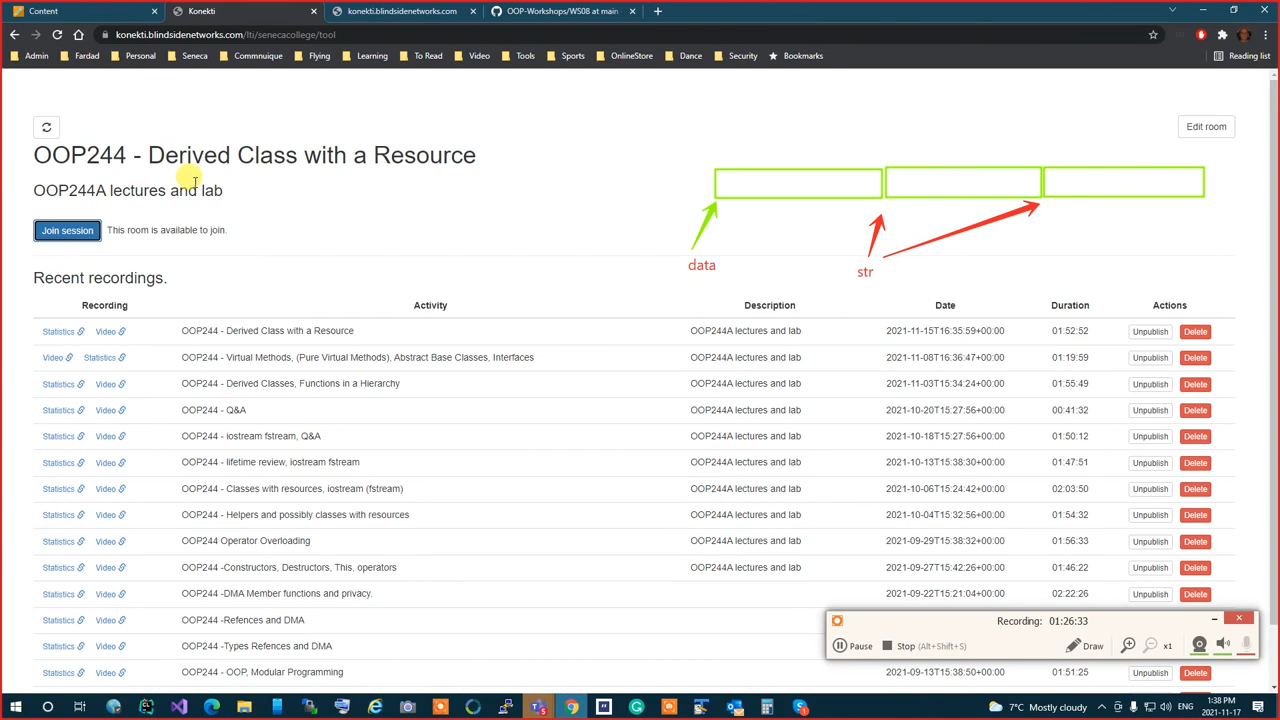 Content
Konekti
konekti.blindsidenetworks.com
OOP-Workshops/WS08 at main
konekti.blindsidenetworks.com/lti/senecacollege/tool
Admin Fardad Personal Seneca Commnuique Flying Learning To Read Video Tools Sports OnlineStore Dance Security Bookmarks Reading list
Edit room
OOP244 - Derived Class with a Resource
OOP244A lectures and lab
Join session This room is available to join.
data
str
Recent recordings.
Recording Activity Description Date Duration Actions
Statistics Video OOP244 - Derived Class with a Resource OOP244A lectures and lab 2021-11-15T16:35:59+00:00 01:52:52 Unpublish Delete
Video Statistics OOP244 - Virtual Methods, (Pure Virtual Methods), Abstract Base Classes, Interfaces OOP244A lectures and lab 2021-11-08T16:36:47+00:00 01:19:59 Unpublish Delete
Statistics Video OOP244 - Derived Classes, Functions in a Hierarchy OOP244A lectures and lab 2021-11-03T15:34:24+00:00 01:55:49 Unpublish Delete
Statistics Video OOP244 - Q&A OOP244A lectures and lab 2021-10-20T15:27:56+00:00 00:41:32 Unpublish Delete
Statistics Video OOP244 - iostream fstream, Q&A OOP244A lectures and lab 2021-10-18T15:27:56+00:00 01:50:12 Unpublish Delete
Statistics Video OOP244 - lifetime review, iostream fstream OOP244A lectures and lab 2021-10-13T15:38:30+00:00 01:47:51 Unpublish Delete
Statistics Video OOP244 - Classes with resources, iostream (fstream) OOP244A lectures and lab 2021-10-06T15:24:42+00:00 02:03:50 Unpublish Delete
Statistics Video OOP244 - Helpers and possibly classes with resources OOP244A lectures and lab 2021-10-04T15:32:56+00:00 01:54:32 Unpublish Delete
Statistics Video OOP244 Operator Overloading OOP244A lectures and lab 2021-09-29T15:38:32+00:00 01:56:33 Unpublish Delete
Statistics Video OOP244 -Constructors, Destructors, This, operators OOP244A lectures and lab 2021-09-27T15:42:26+00:00 01:46:22 Unpublish Delete
Statistics Video OOP244 -DMA Member functions and privacy. 2021-09-22T15:21:04+00:00 02:22:26 Unpublish Delete
Statistics Video OOP244 -Refences and DMA
Statistics Video OOP244 -Types Refences and DMA
Statistics Video OOP244 - OOP, Modular Programming 2021-09-13T15:38:50+00:00 01:51:25 Unpublish Delete
Recording: 01:26:33
Pause Stop (Alt+Shift+S) Draw x1
7°C Mostly cloudy ENG 1:38 PM
2021-11-17